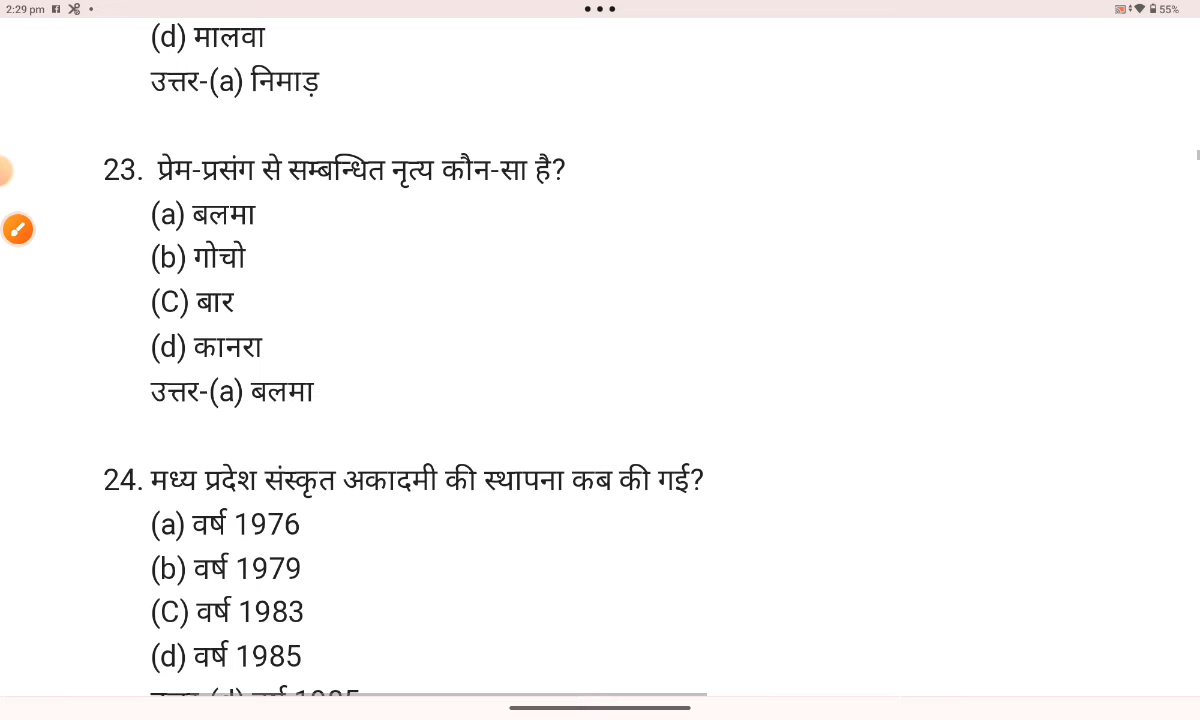 2:29 pm
55%
(d) मालवा
उत्तर-(a) निमाड़
23. प्रेम-प्रसंग से सम्बन्धित नृत्य कौन-सा है?
(a) बलमा
(b) गोचो
(C) बार
(d) कानरा
उत्तर-(a) बलमा
24. मध्य प्रदेश संस्कृत अकादमी की स्थापना कब की गई?
(a) वर्ष 1976
(b) वर्ष 1979
(C) वर्ष 1983
(d) वर्ष 1985